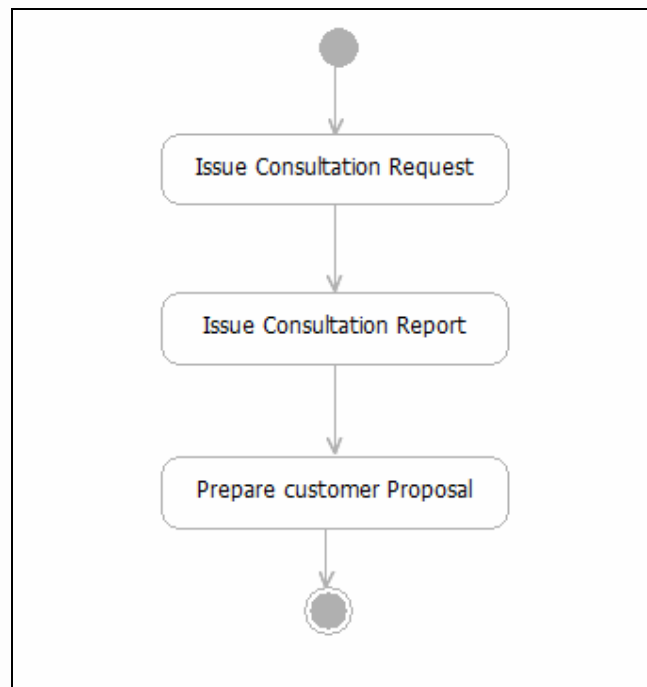 Issue Consultation Request
Issue Consultation Report
Prepare customer Proposal